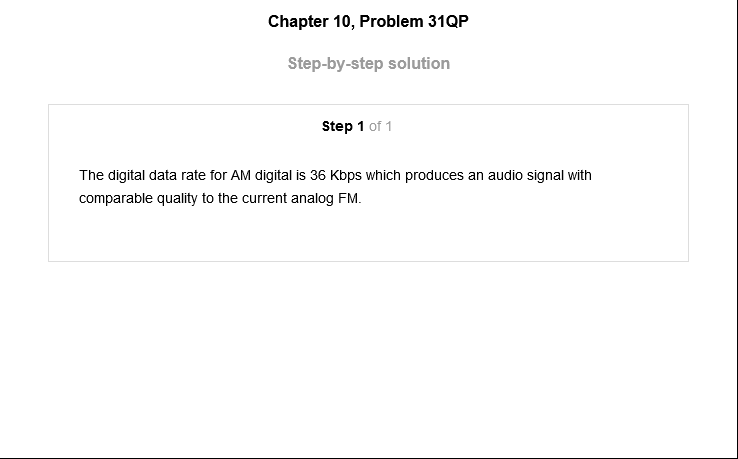 Chapter 10, Problem 31QP
Step-by-step solution
Step 1 of 1
The digital data rate for AM digital is 36 Kbps which produces an audio signal with
comparable quality to the current analog FM.